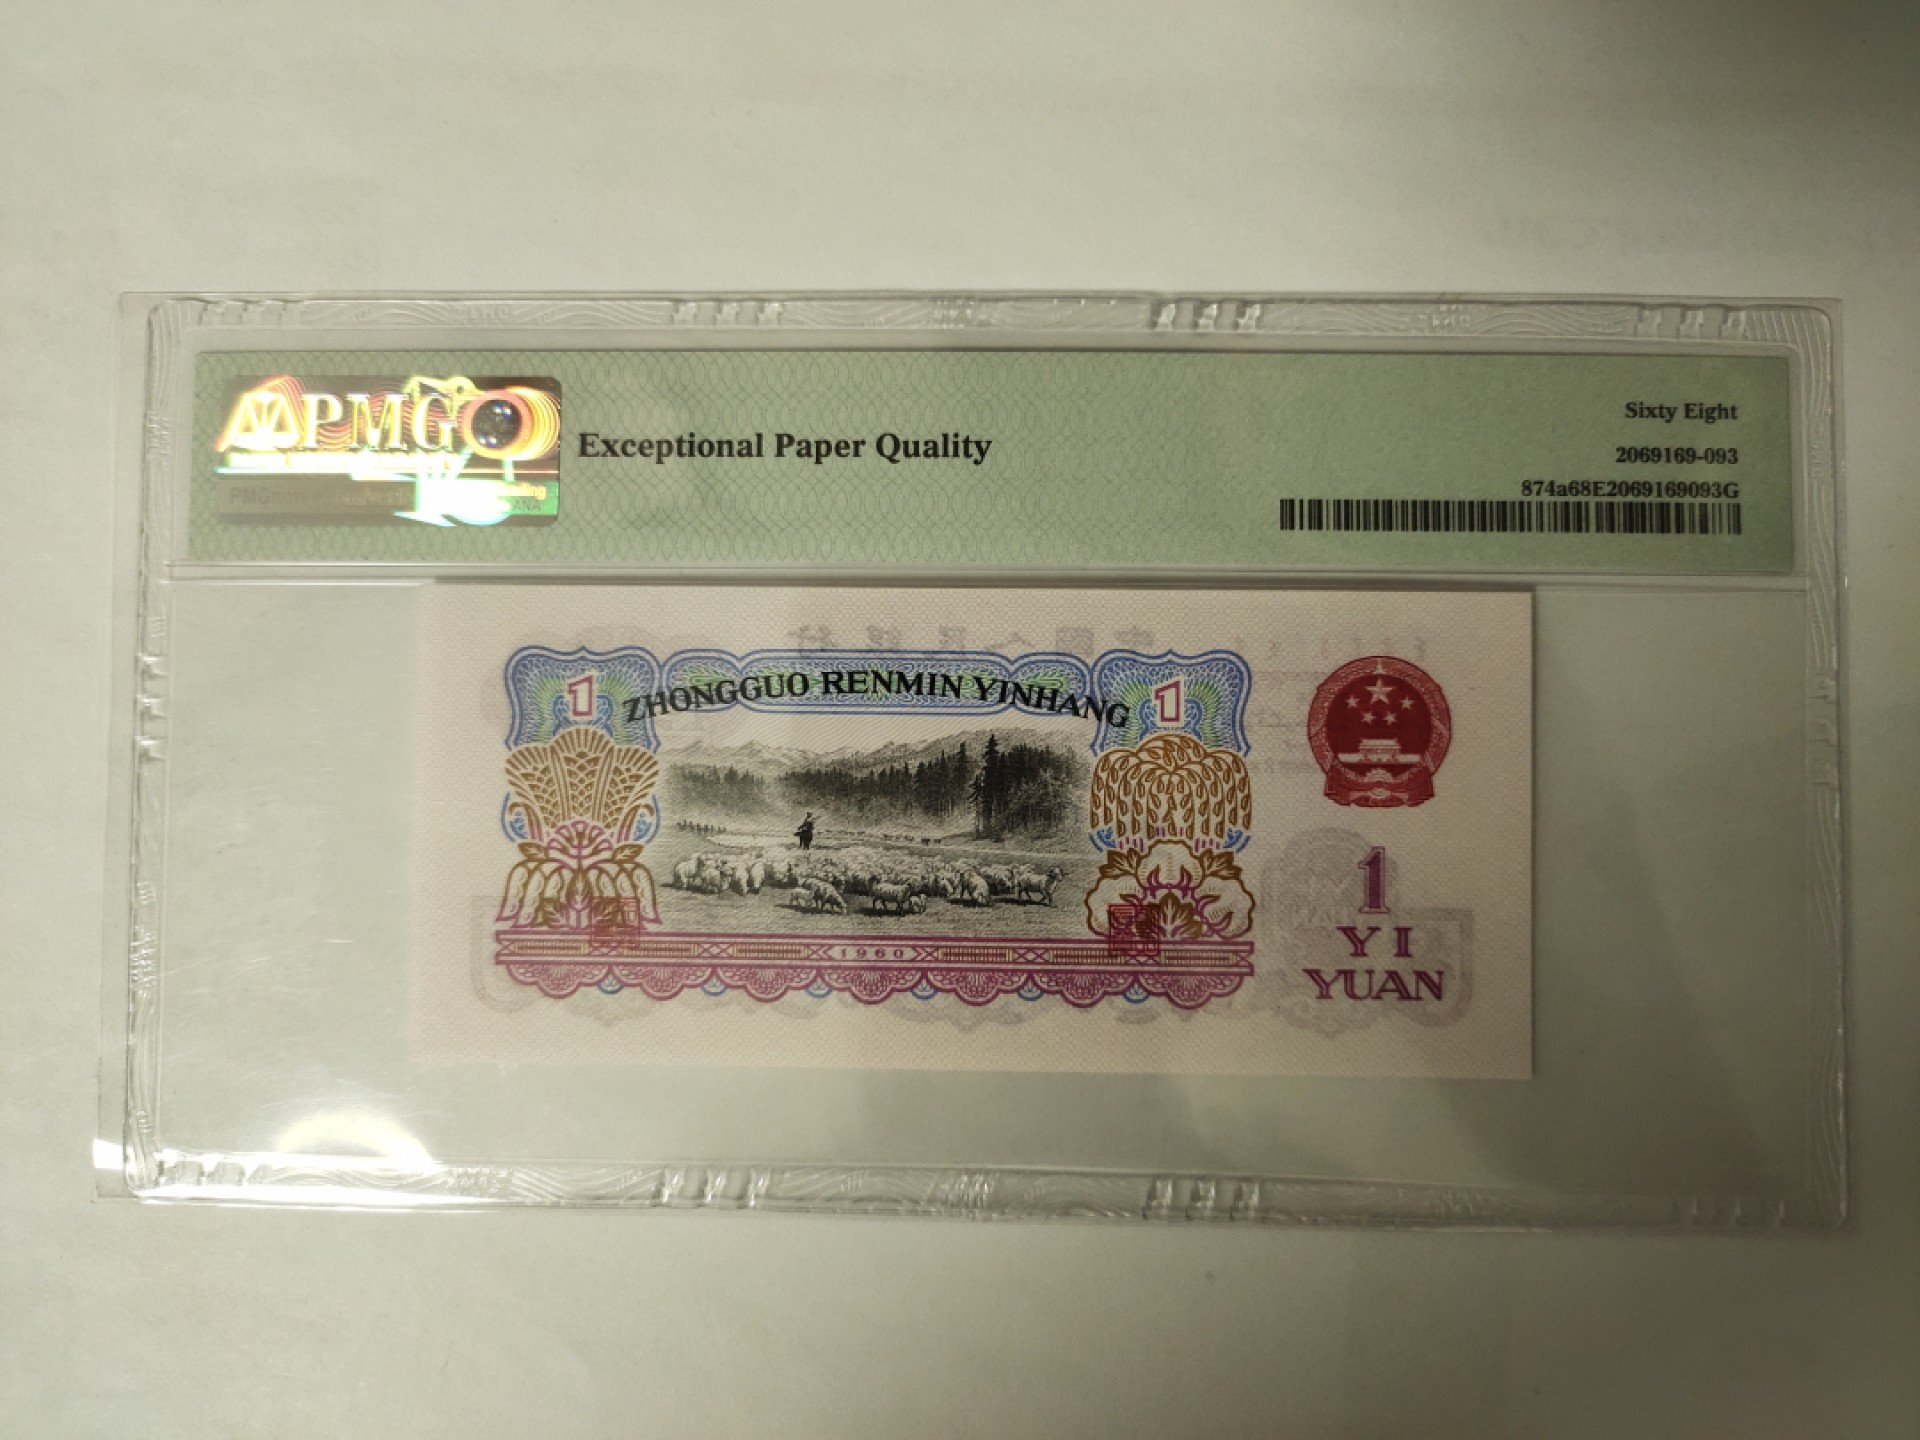 PMG
Exceptional Paper Quality
Sixty Eight
2069169-093
874a68E2069169093G
ZHONGGUO RENMIN YINHANG
1
1
1960
1
YI
YUAN